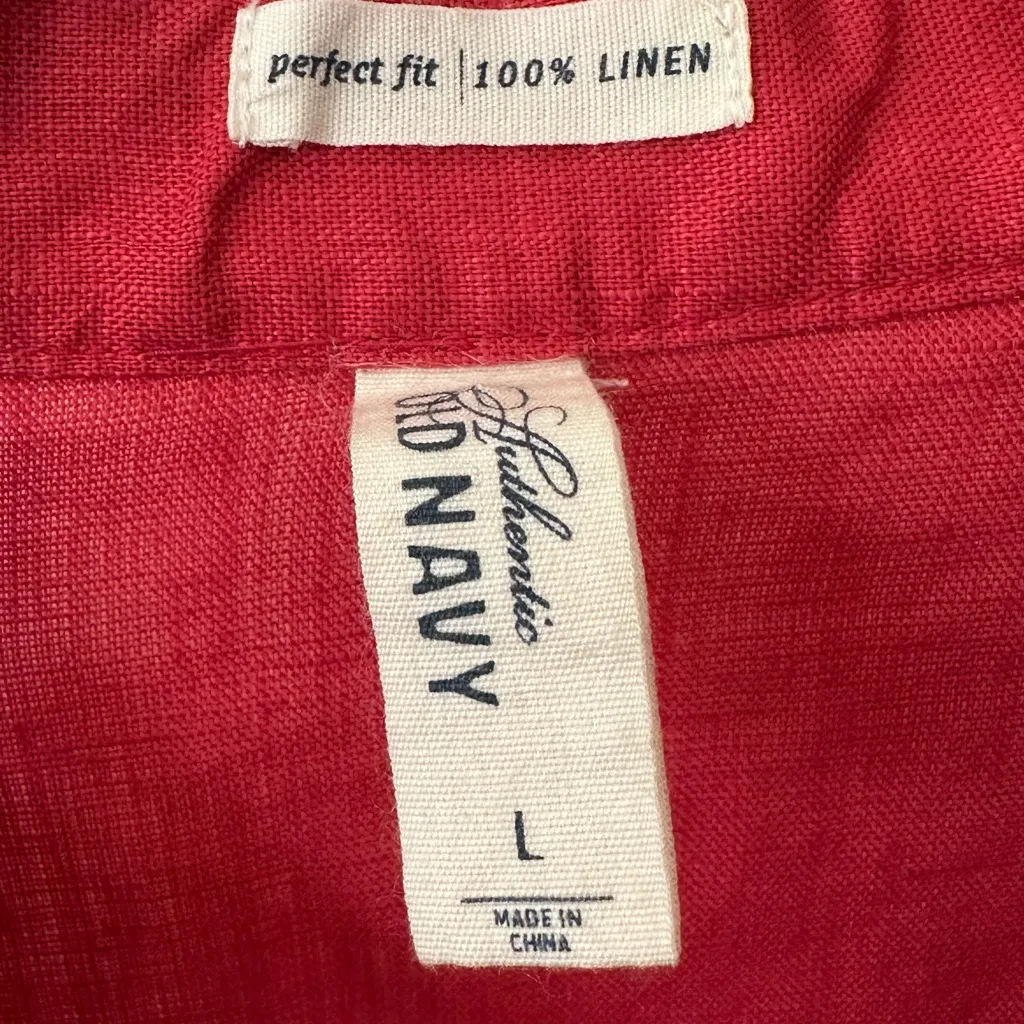 perfect fit | 100% LINEN
Authentic
OLD NAVY
L
MADE IN
CHINA